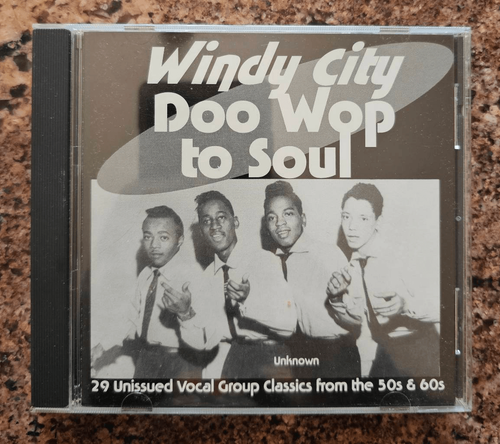 Windy City
Doo Wop
to Soul
Unknown
29 Unissued Vocal Group Classics from the 50s & 60s